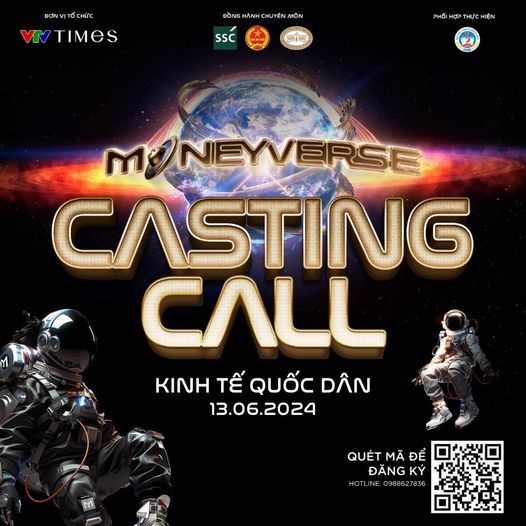 ĐƠN VỊ TỔ CHỨC
VTV TIMES
ĐỒNG HÀNH CHUYÊN MÔN
SSC
PHỐI HỢP THỰC HIỆN
MONEYVERSE
CASTING
CALL
KINH TẾ QUỐC DÂN
13.06.2024
QUÉT MÃ ĐỂ
ĐĂNG KÝ
HOTLINE: 0988627836